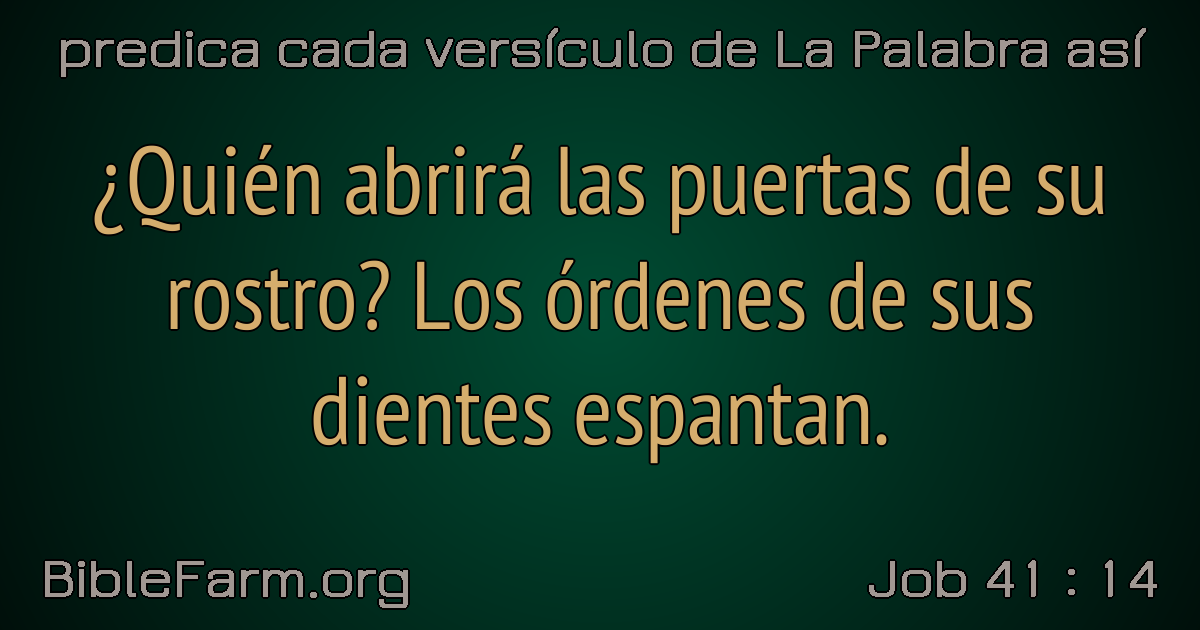 predica cada versículo de La Palabra así
¿Quién abrirá las puertas de su
rostro? Los órdenes de sus
dientes espantan.
BibleFarm.org
Job 41 : 14